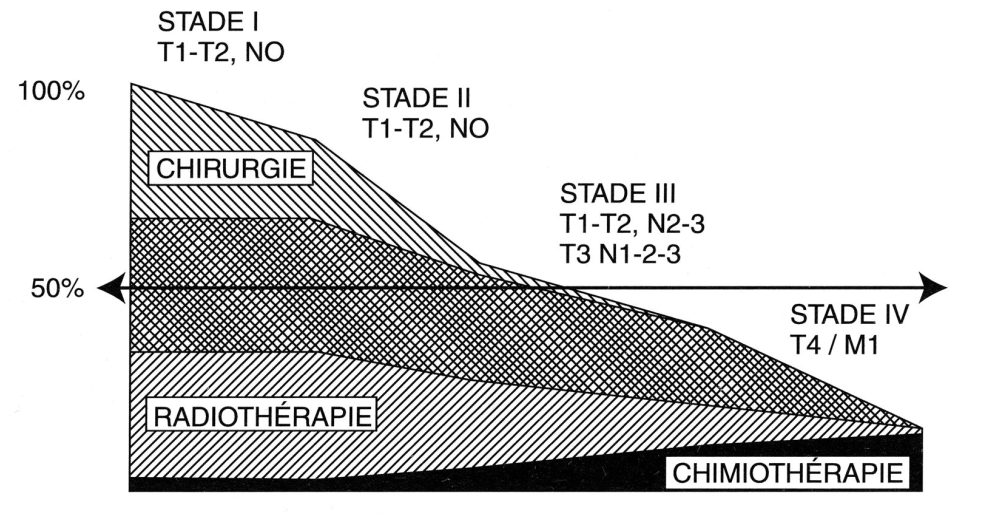 STADE I
T1-T2, NO
100%
STADE II
T1-T2, NO
CHIRURGIE
STADE III
T1-T2, N2-3
T3 N1-2-3
50%
STADE IV
T4 / M1
RADIOTHÉRAPIE
CHIMIOTHÉRAPIE